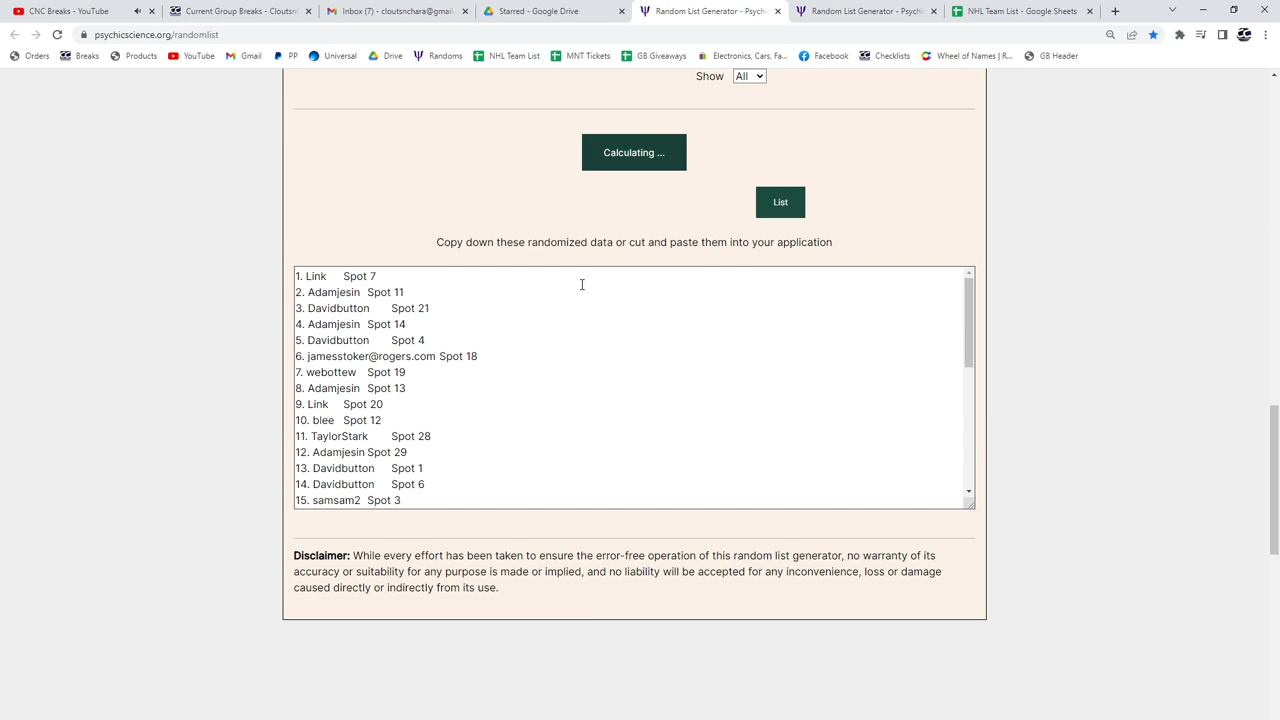 CNC Breaks - YouTube
Current Group Breaks - CloutsnC
Inbox (7) - cloutsnchara@gmail.
Starred - Google Drive
Random List Generator - Psychic
Random List Generator - Psychic
NHL Team List - Google Sheets
psychicscience.org/randomlist
Orders Breaks Products YouTube Gmail PP Universal Drive Randoms NHL Team List MNT Tickets GB Giveaways Electronics, Cars, Fa... Facebook Checklists Wheel of Names | R... GB Header
Show All
Calculating ...
List
Copy down these randomized data or cut and paste them into your application
1. Link Spot 7
2. Adamjesin Spot 11
3. Davidbutton Spot 21
4. Adamjesin Spot 14
5. Davidbutton Spot 4
6. jamesstoker@rogers.com Spot 18
7. webottew Spot 19
8. Adamjesin Spot 13
9. Link Spot 20
10. blee Spot 12
11. TaylorStark Spot 28
12. Adamjesin Spot 29
13. Davidbutton Spot 1
14. Davidbutton Spot 6
15. samsam2 Spot 3
Disclaimer: While every effort has been taken to ensure the error-free operation of this random list generator, no warranty of its
accuracy or suitability for any purpose is made or implied, and no liability will be accepted for any inconvenience, loss or damage
caused directly or indirectly from its use.